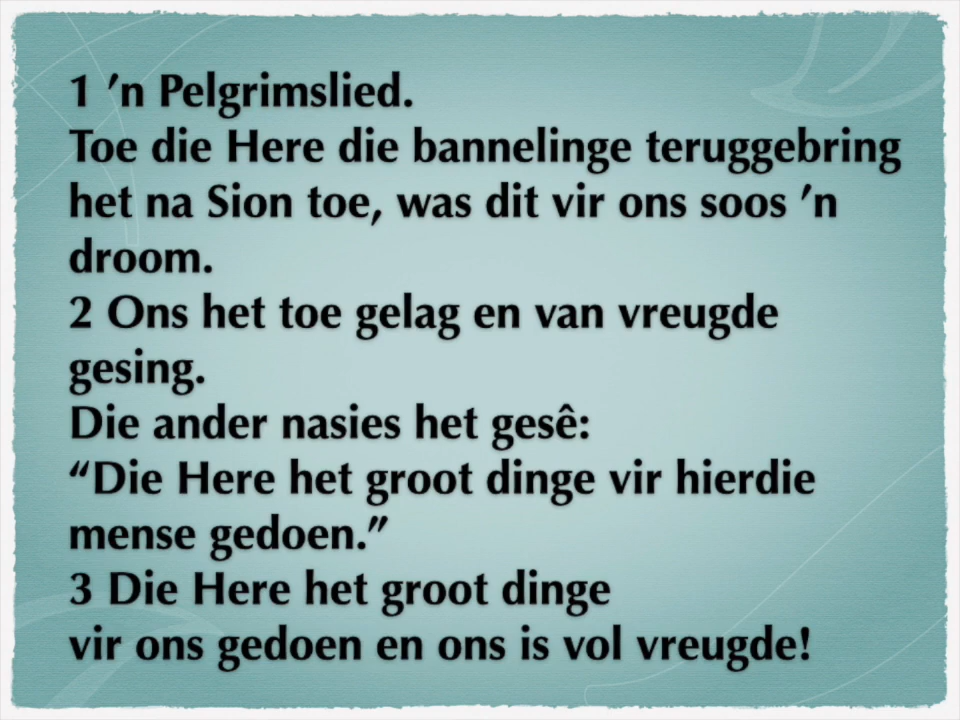 1 ’n Pelgrimslied.
Toe die Here die bannelinge teruggebring
het na Sion toe, was dit vir ons soos ’n
droom.
2 Ons het toe gelag en van vreugde
gesing.
Die ander nasies het gesê:
“Die Here het groot dinge vir hierdie
mense gedoen.”
3 Die Here het groot dinge
vir ons gedoen en ons is vol vreugde!